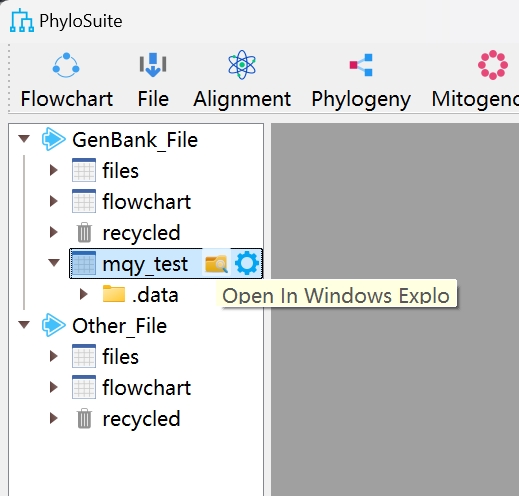 PhyloSuite
Flowchart File Alignment Phylogeny Mitogenc
GenBank_File
files
flowchart
recycled
mqy_test
.data
Open In Windows Explo
Other_File
files
flowchart
recycled